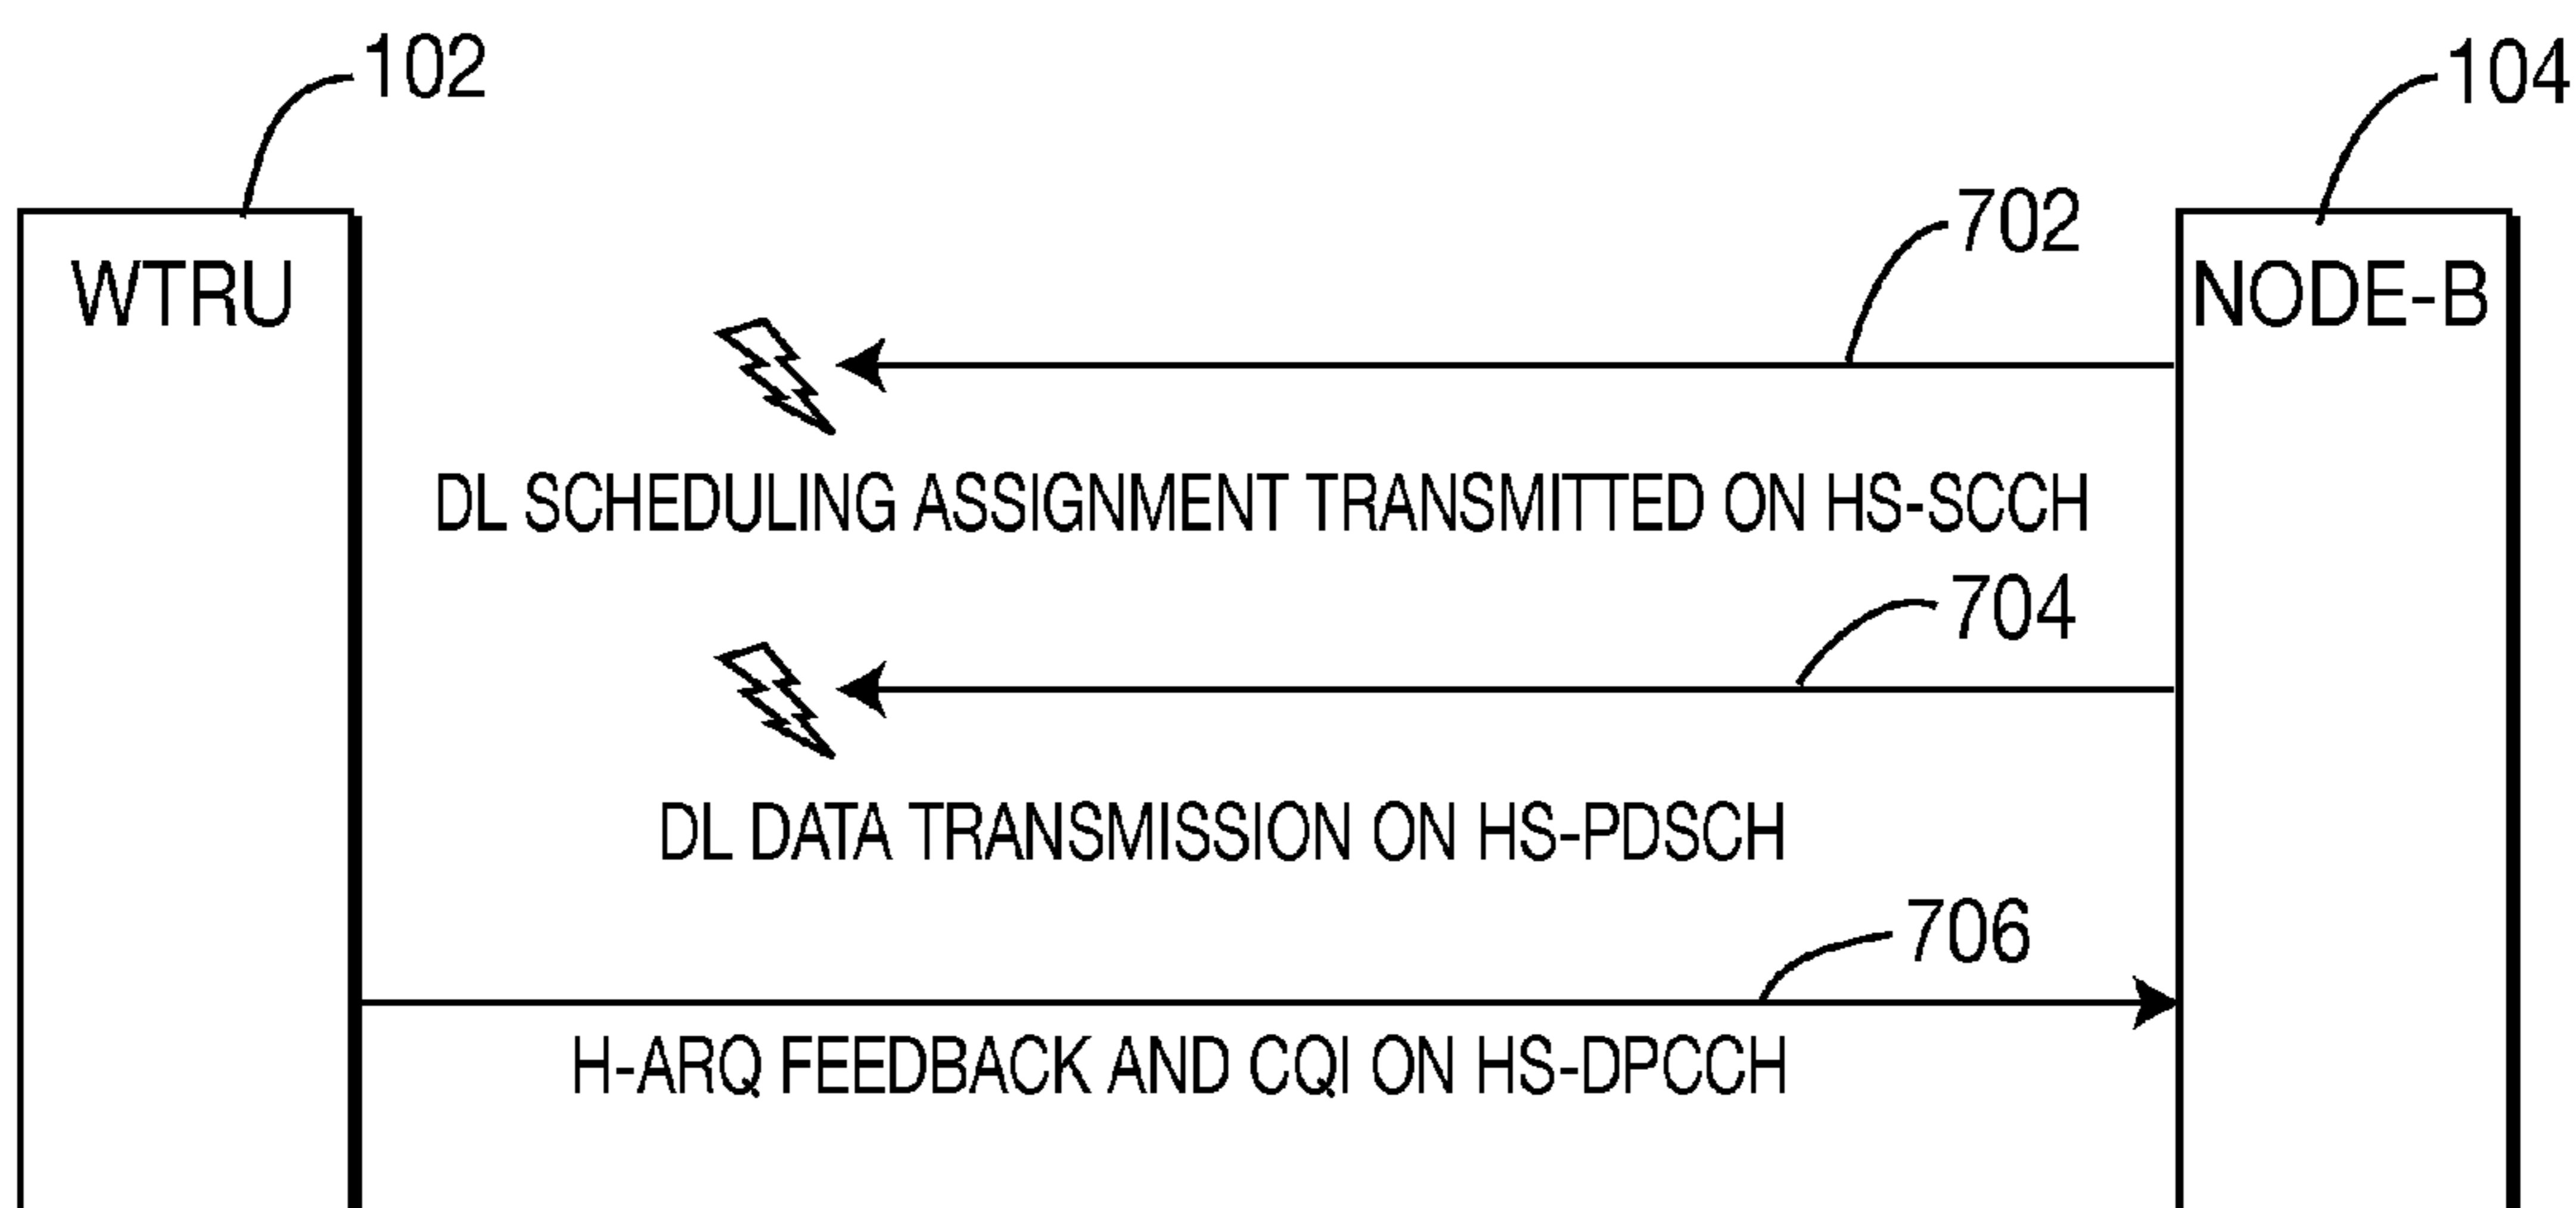 102
104
WTRU
702
NODE-B
DL SCHEDULING ASSIGNMENT TRANSMITTED ON HS-SCCH
704
DL DATA TRANSMISSION ON HS-PDSCH
706
H-ARQ FEEDBACK AND CQI ON HS-DPCCH